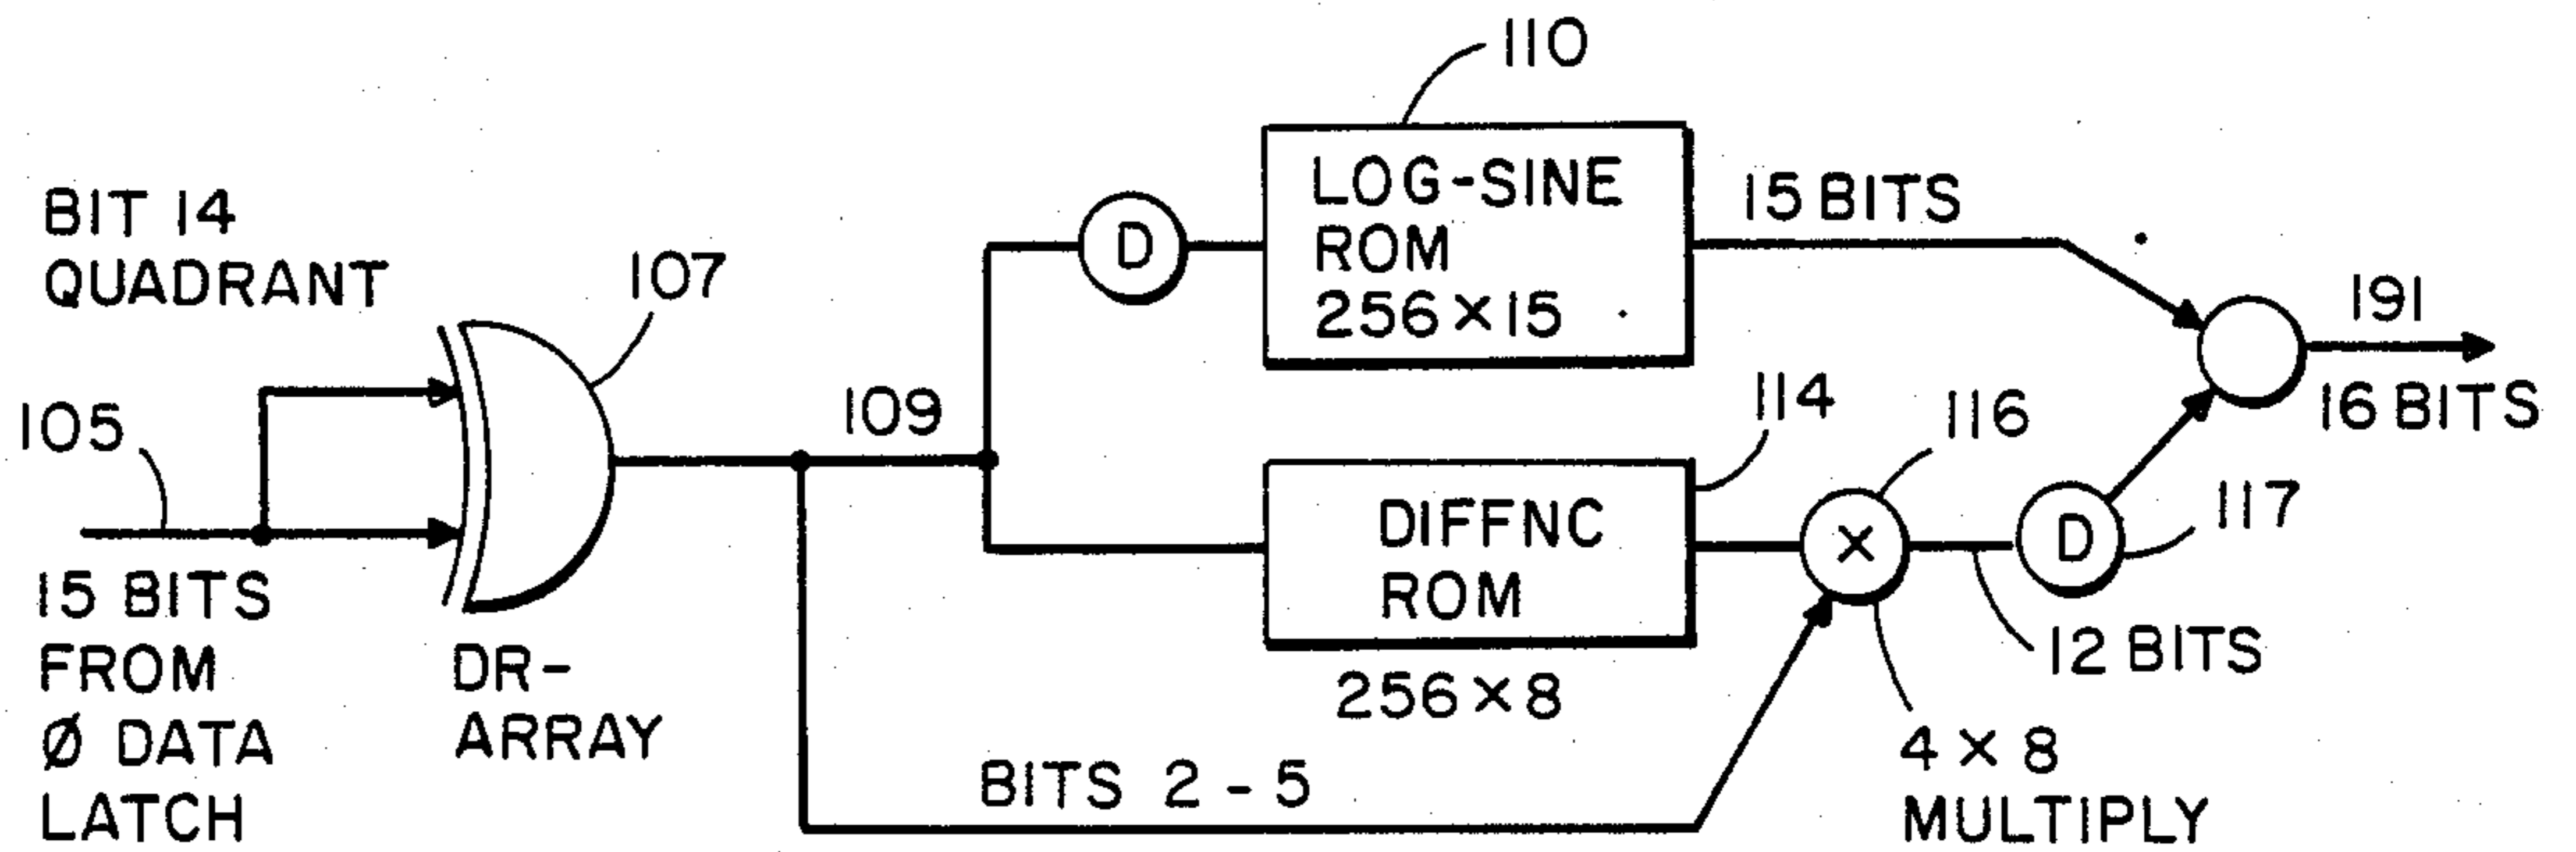 110
BIT 14
QUADRANT
107
LOG-SINE
ROM
256 × 15
D
15 BITS
191
16 BITS
105
109
114
116
117
DIFFNC
ROM
×
D
15 BITS
FROM
Ø DATA
LATCH
DR-
ARRAY
256 × 8
12 BITS
BITS 2 - 5
4 × 8
MULTIPLY